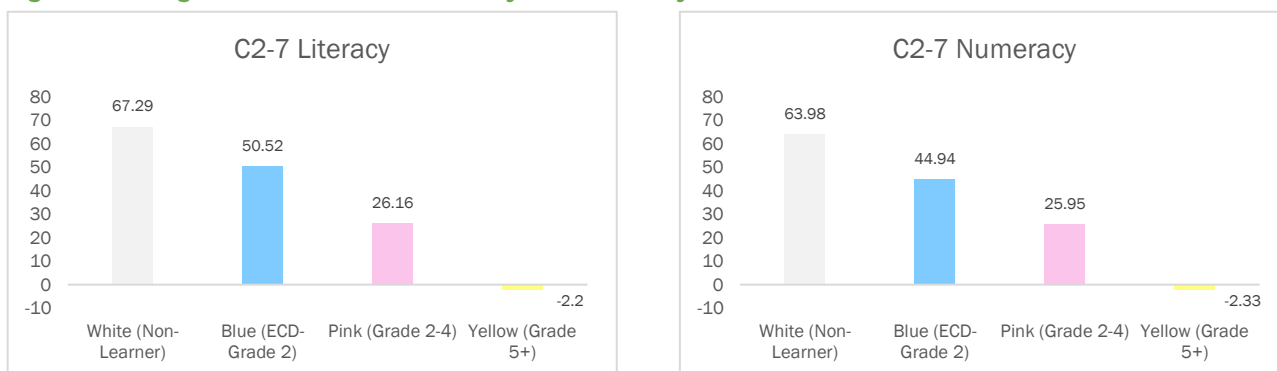 C2-7 Literacy
80
70
60
50
40
30
20
10
0
-10
67.29
50.52
26.16
-2.2
White (Non-
Learner)
Blue (ECD-
Grade 2)
Pink (Grade 2-4)
Yellow (Grade
5+)
C2-7 Numeracy
80
70
60
50
40
30
20
10
0
-10
63.98
44.94
25.95
-2.33
White (Non-
Learner)
Blue (ECD-
Grade 2)
Pink (Grade 2-4)
Yellow (Grade
5+)